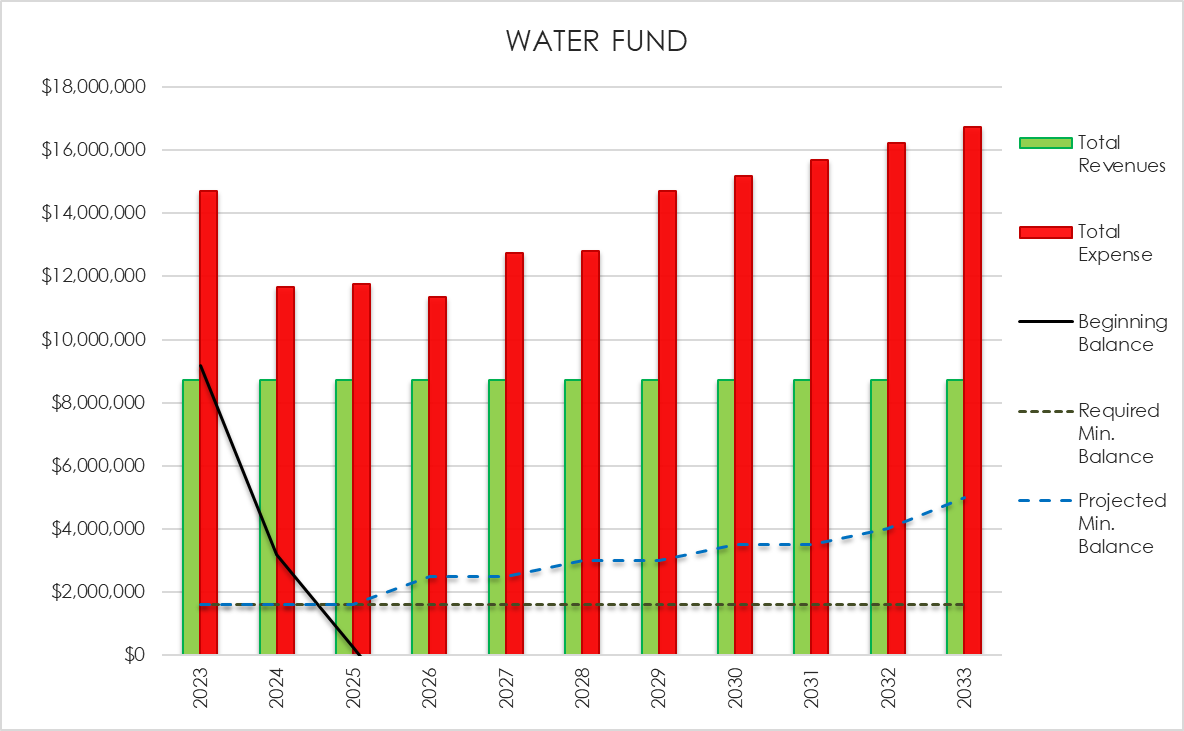 WATER FUND
$18,000,000
$16,000,000
$14,000,000
$12,000,000
$10,000,000
$8,000,000
$6,000,000
$4,000,000
$2,000,000
$0
2023
2024
2025
2026
2027
2028
2029
2030
2031
2032
2033
Total
Revenues
Total
Expense
Beginning
Balance
Required
Min.
Balance
Projected
Min.
Balance